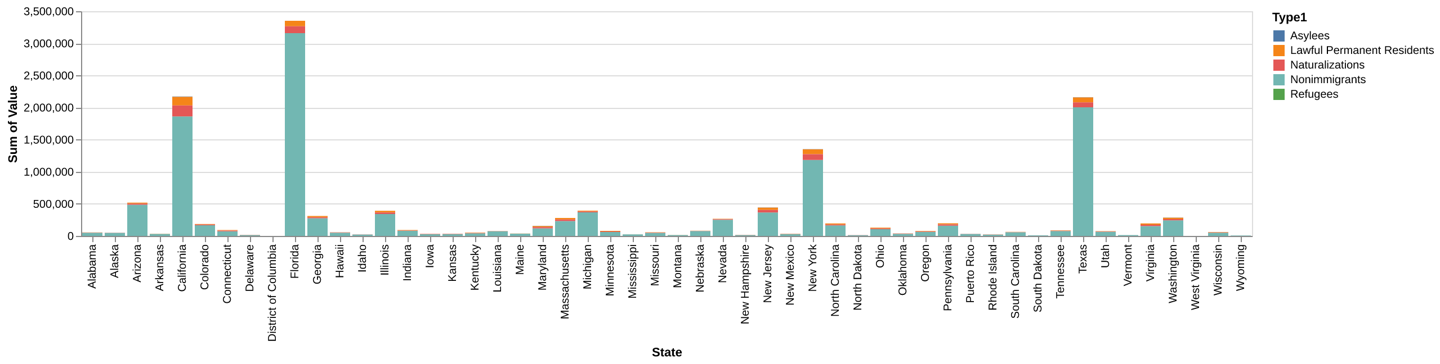 3,500,000
3,000,000
2,500,000
2,000,000
1,500,000
1,000,000
500,000
0
Sum of Value
Alabama
Alaska
Arizona
Arkansas
California
Colorado
Connecticut
Delaware
District of Columbia
Florida
Georgia
Hawaii
Idaho
Illinois
Indiana
Iowa
Kansas
Kentucky
Louisiana
Maine
Maryland
Massachusetts
Michigan
Minnesota
Mississippi
Missouri
Montana
Nebraska
Nevada
New Hampshire
New Jersey
New Mexico
New York
North Carolina
North Dakota
Ohio
Oklahoma
Oregon
Pennsylvania
Puerto Rico
Rhode Island
South Carolina
South Dakota
Tennessee
Texas
Utah
Vermont
Virginia
Washington
West Virginia
Wisconsin
Wyoming
State
Type1
Asylees
Lawful Permanent Residents
Naturalizations
Nonimmigrants
Refugees